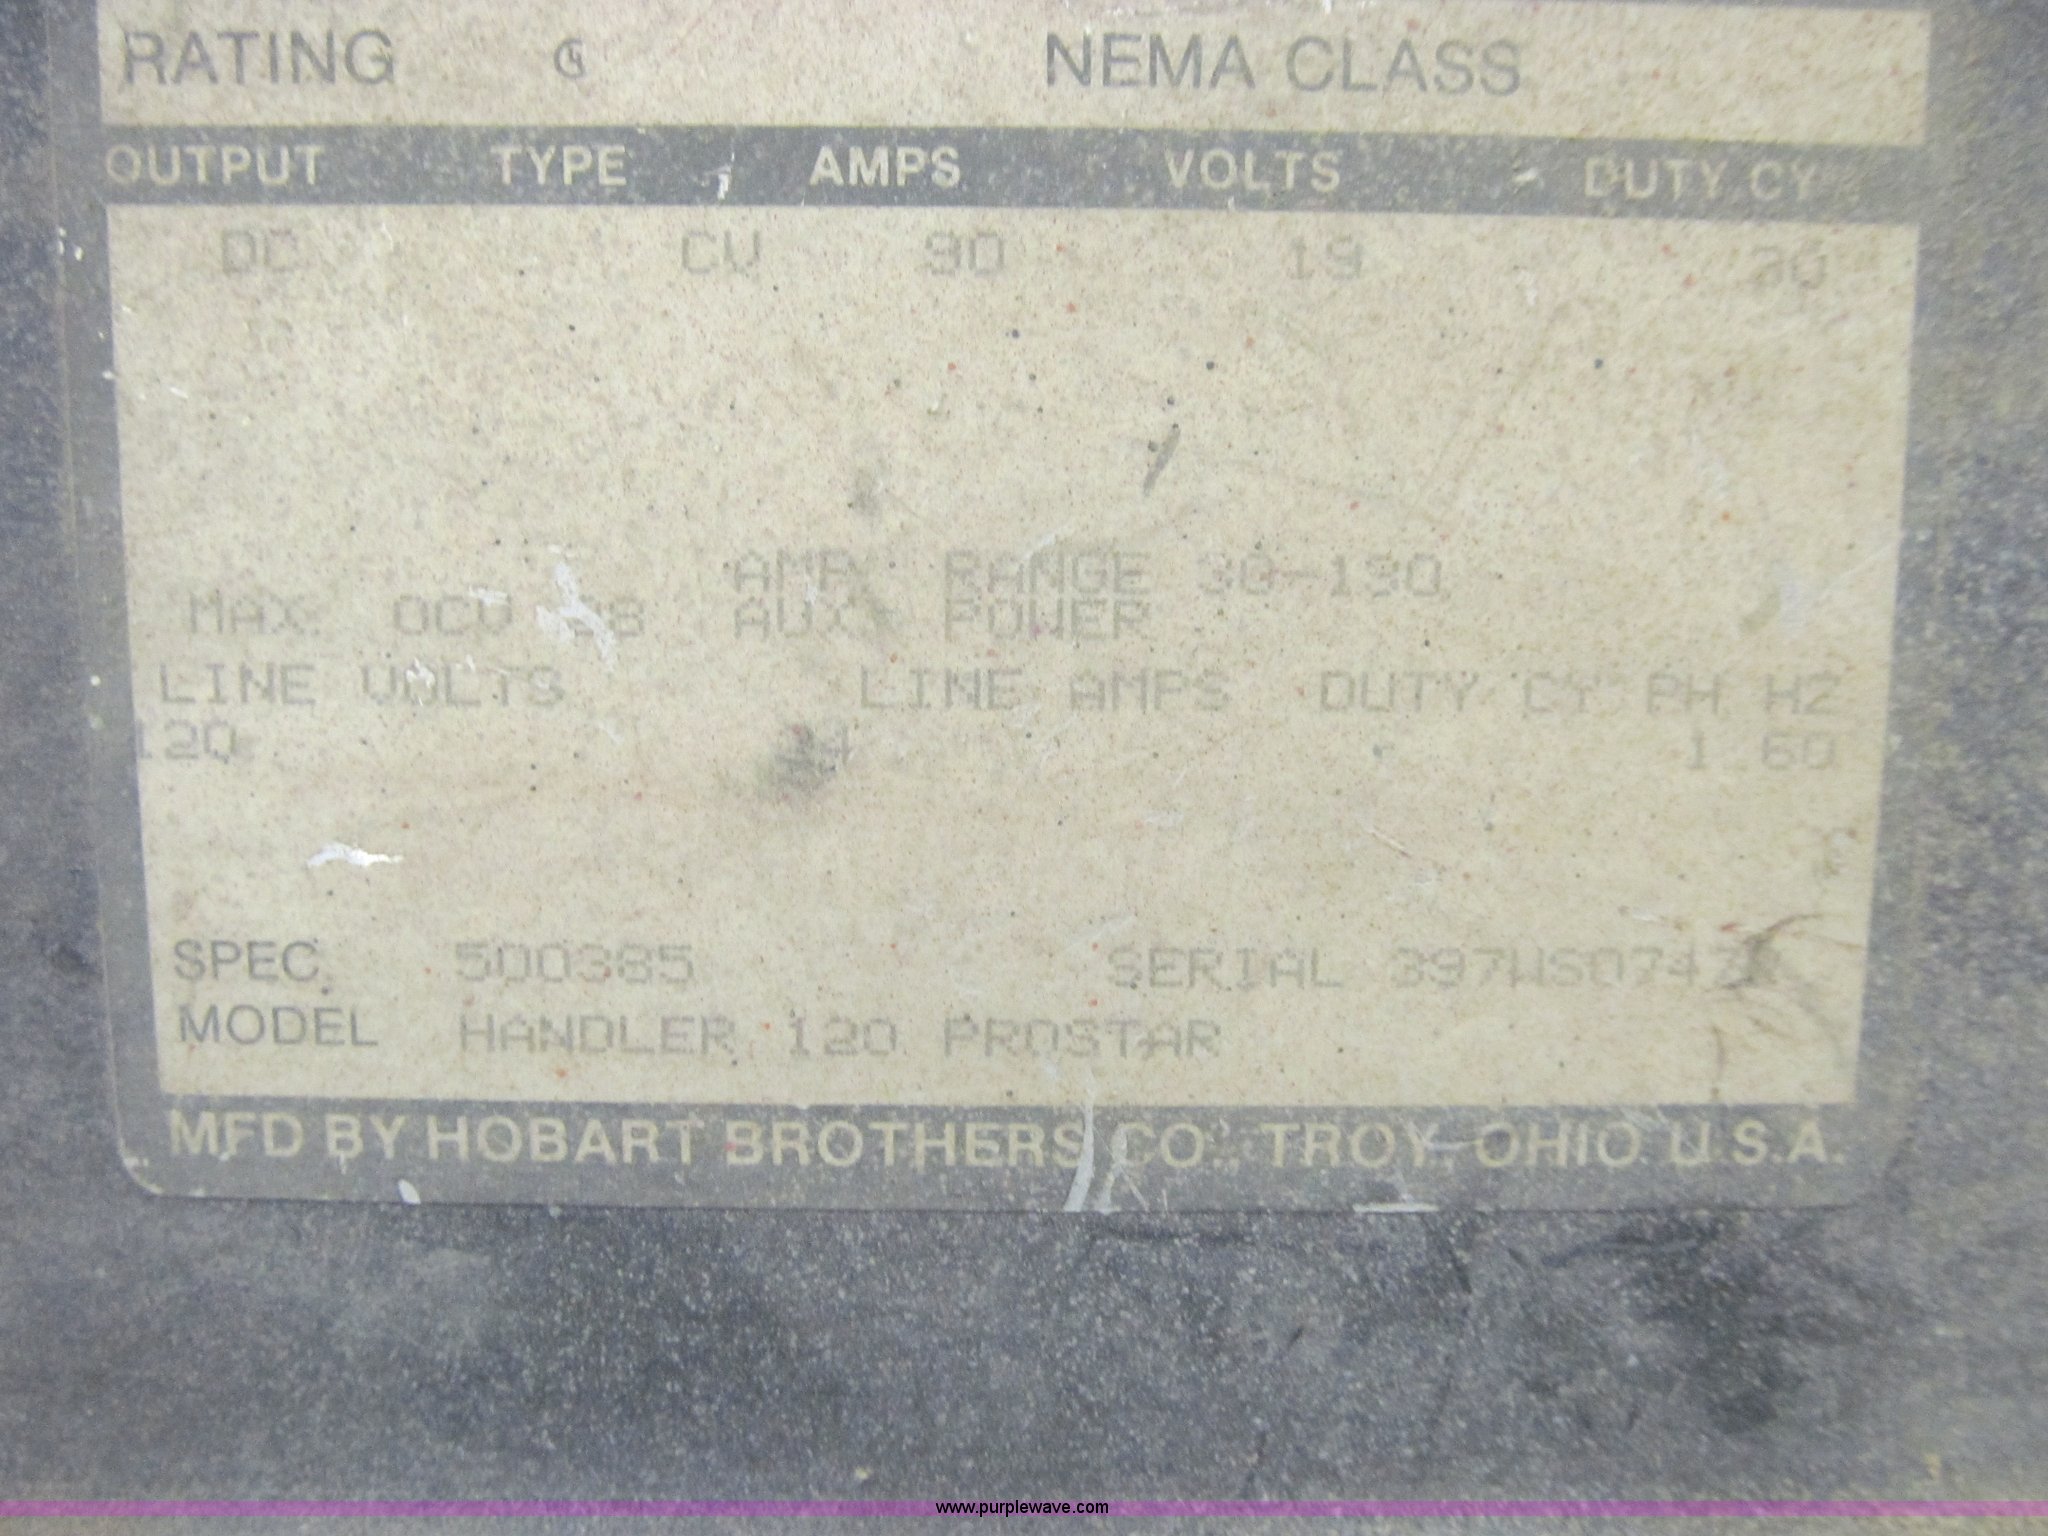 RATING NEMA CLASS
OUTPUT TYPE AMPS VOLTS DUTY CY
DC CV 90 19
AMP. RANGE 30-130
MAX. OCV AUX. POWER
LINE VOLTS LINE AMPS DUTY CY PH HZ
120 1 60
SPEC 500385 SERIAL
MODEL HANDLER 120 PROSTAR
MFD BY HOBART BROTHERS CO., TROY, OHIO U.S.A.
www.purplewave.com